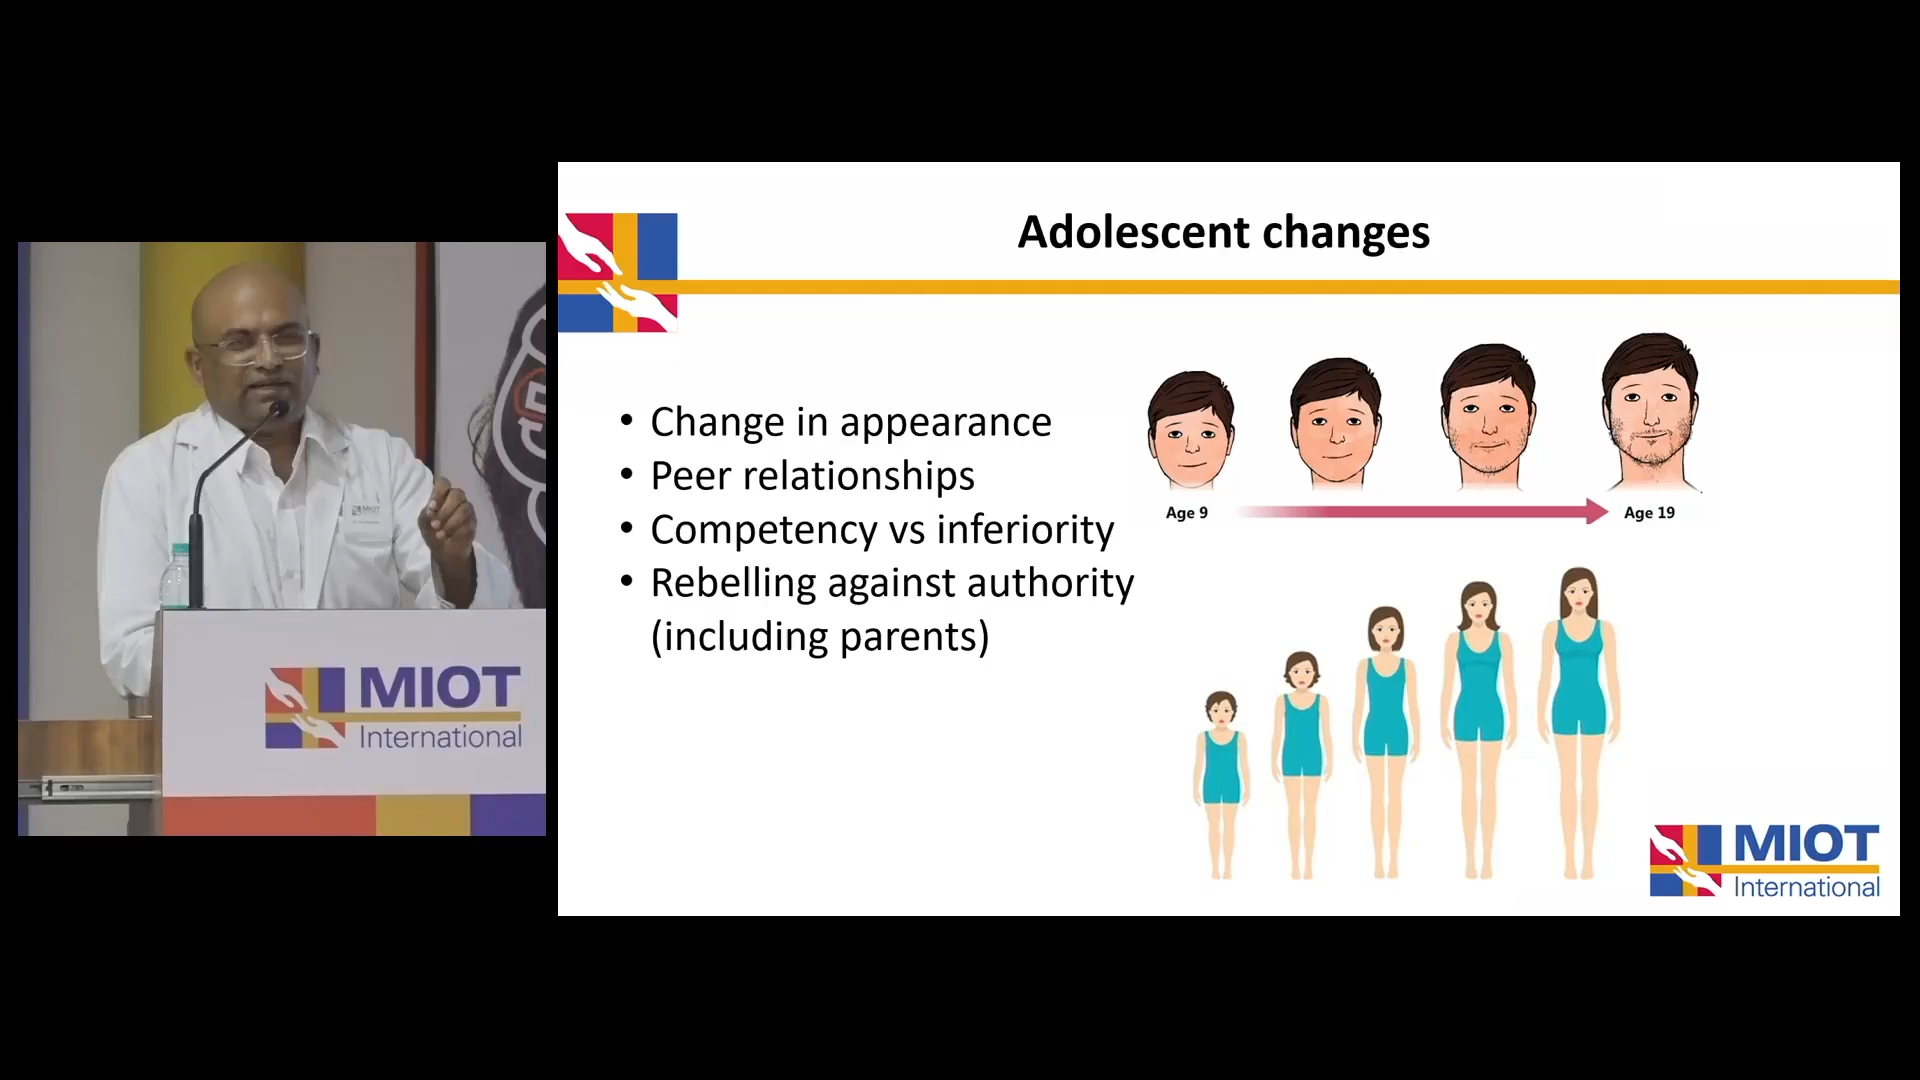 Adolescent changes
• Change in appearance
• Peer relationships
• Competency vs inferiority
• Rebelling against authority
(including parents)
Age 9
Age 19
MIOT
International
MIOT
International
MIOT